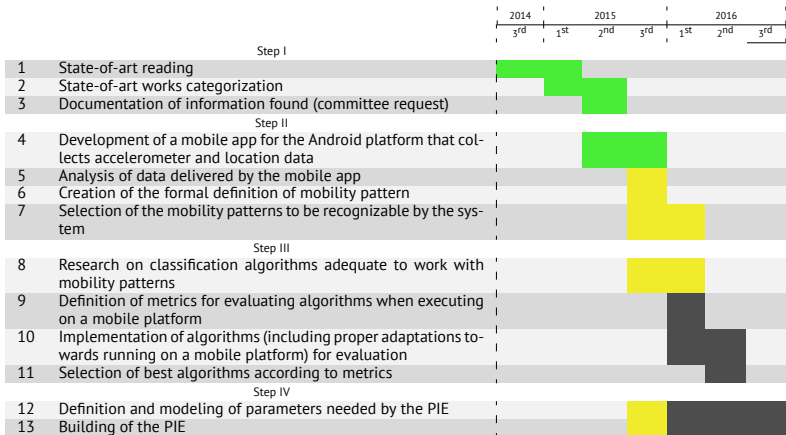 2014 2015 2016
3rd 1st 2nd 3rd 1st 2nd 3rd
Step I
1 State-of-art reading
2 State-of-art works categorization
3 Documentation of information found (committee request)
Step II
4 Development of a mobile app for the Android platform that col-
lects accelerometer and location data
5 Analysis of data delivered by the mobile app
6 Creation of the formal definition of mobility pattern
7 Selection of the mobility patterns to be recognizable by the sys-
tem
Step III
8 Research on classification algorithms adequate to work with
mobility patterns
9 Definition of metrics for evaluating algorithms when executing
on a mobile platform
10 Implementation of algorithms (including proper adaptations to-
wards running on a mobile platform) for evaluation
11 Selection of best algorithms according to metrics
Step IV
12 Definition and modeling of parameters needed by the PIE
13 Building of the PIE